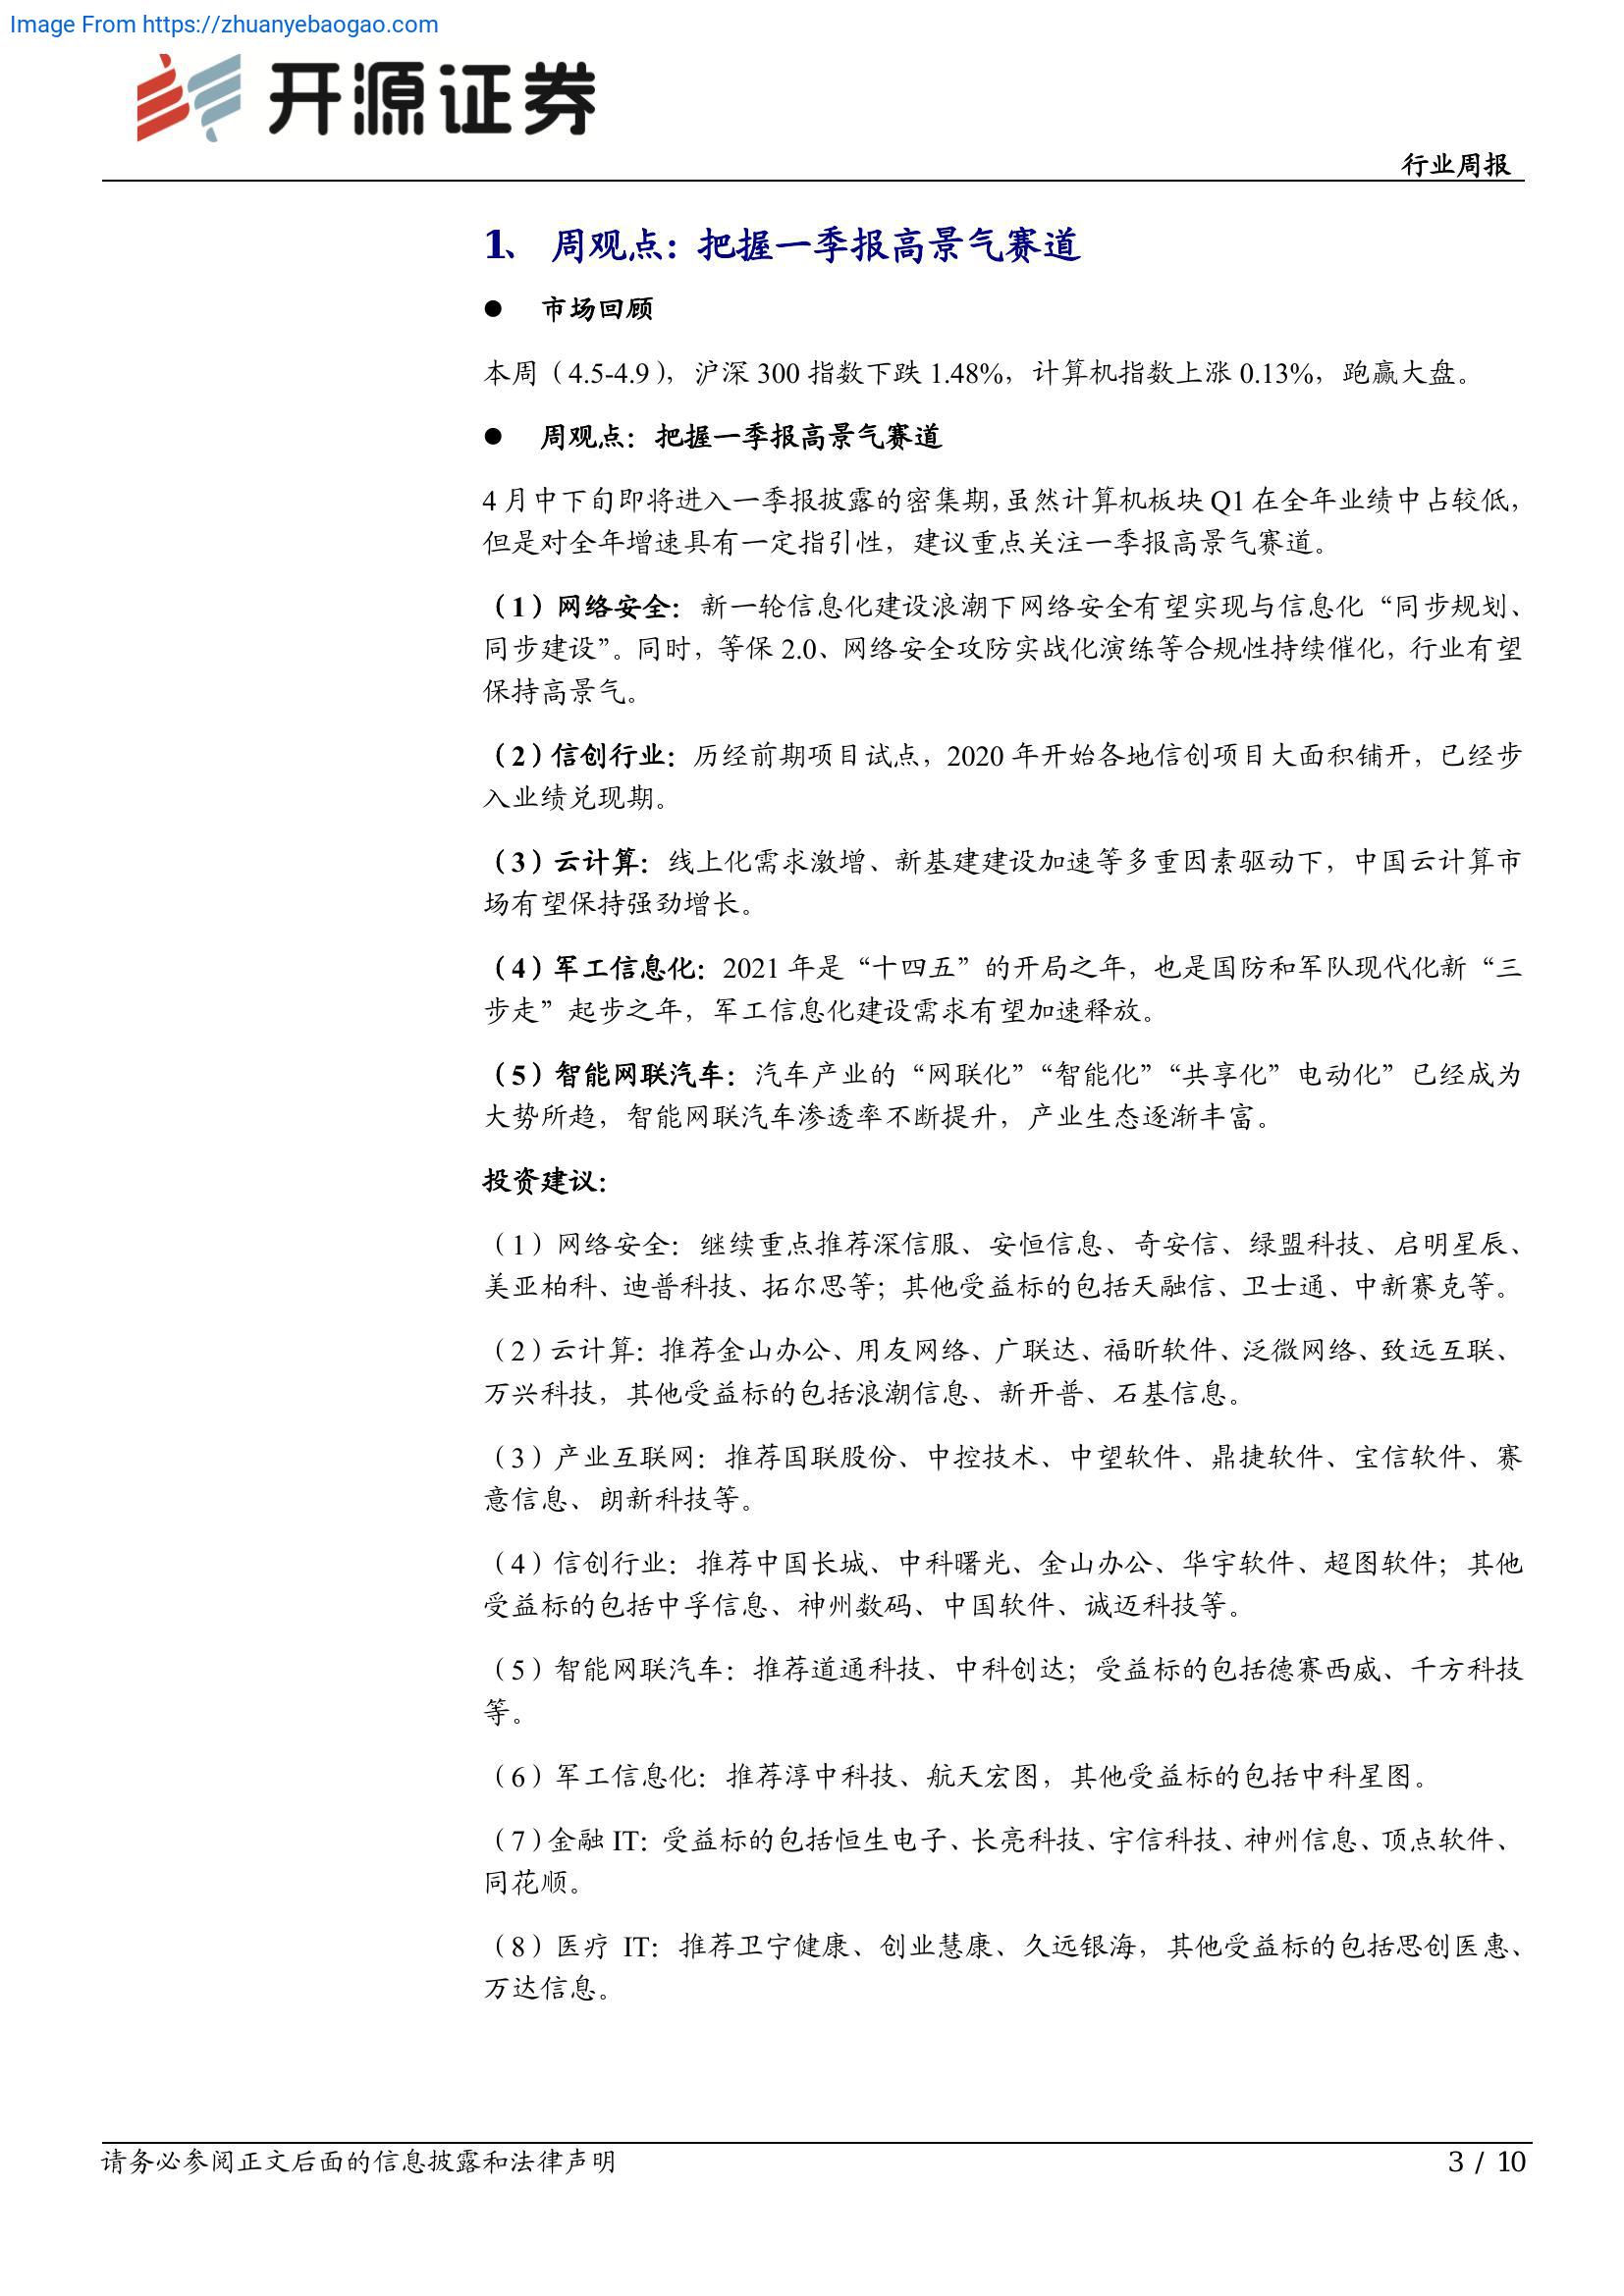 Image From https://zhuanyebaogao.com
开源证券
行业周报
1、 周观点：把握一季报高景气赛道
● 市场回顾
本周（4.5-4.9），沪深 300 指数下跌 1.48%，计算机指数上涨 0.13%，跑赢大盘。
● 周观点：把握一季报高景气赛道
4 月中下旬即将进入一季报披露的密集期，虽然计算机板块 Q1 在全年业绩中占较低，
但是对全年增速具有一定指引性，建议重点关注一季报高景气赛道。
（1）网络安全：新一轮信息化建设浪潮下网络安全有望实现与信息化“同步规划、
同步建设”。同时，等保 2.0、网络安全攻防实战化演练等合规性持续催化，行业有望
保持高景气。
（2）信创行业：历经前期项目试点，2020 年开始各地信创项目大面积铺开，已经步
入业绩兑现期。
（3）云计算：线上化需求激增、新基建建设加速等多重因素驱动下，中国云计算市
场有望保持强劲增长。
（4）军工信息化：2021 年是“十四五”的开局之年，也是国防和军队现代化新“三
步走”起步之年，军工信息化建设需求有望加速释放。
（5）智能网联汽车：汽车产业的“网联化”“智能化”“共享化”电动化”已经成为
大势所趋，智能网联汽车渗透率不断提升，产业生态逐渐丰富。
投资建议：
（1）网络安全：继续重点推荐深信服、安恒信息、奇安信、绿盟科技、启明星辰、
美亚柏科、迪普科技、拓尔思等；其他受益标的包括天融信、卫士通、中新赛克等。
（2）云计算：推荐金山办公、用友网络、广联达、福昕软件、泛微网络、致远互联、
万兴科技，其他受益标的包括浪潮信息、新开普、石基信息。
（3）产业互联网：推荐国联股份、中控技术、中望软件、鼎捷软件、宝信软件、赛
意信息、朗新科技等。
（4）信创行业：推荐中国长城、中科曙光、金山办公、华宇软件、超图软件；其他
受益标的包括中孚信息、神州数码、中国软件、诚迈科技等。
（5）智能网联汽车：推荐道通科技、中科创达；受益标的包括德赛西威、千方科技
等。
（6）军工信息化：推荐淳中科技、航天宏图，其他受益标的包括中科星图。
（7）金融 IT：受益标的包括恒生电子、长亮科技、宇信科技、神州信息、顶点软件、
同花顺。
（8）医疗 IT：推荐卫宁健康、创业慧康、久远银海，其他受益标的包括思创医惠、
万达信息。
请务必参阅正文后面的信息披露和法律声明
3 / 10